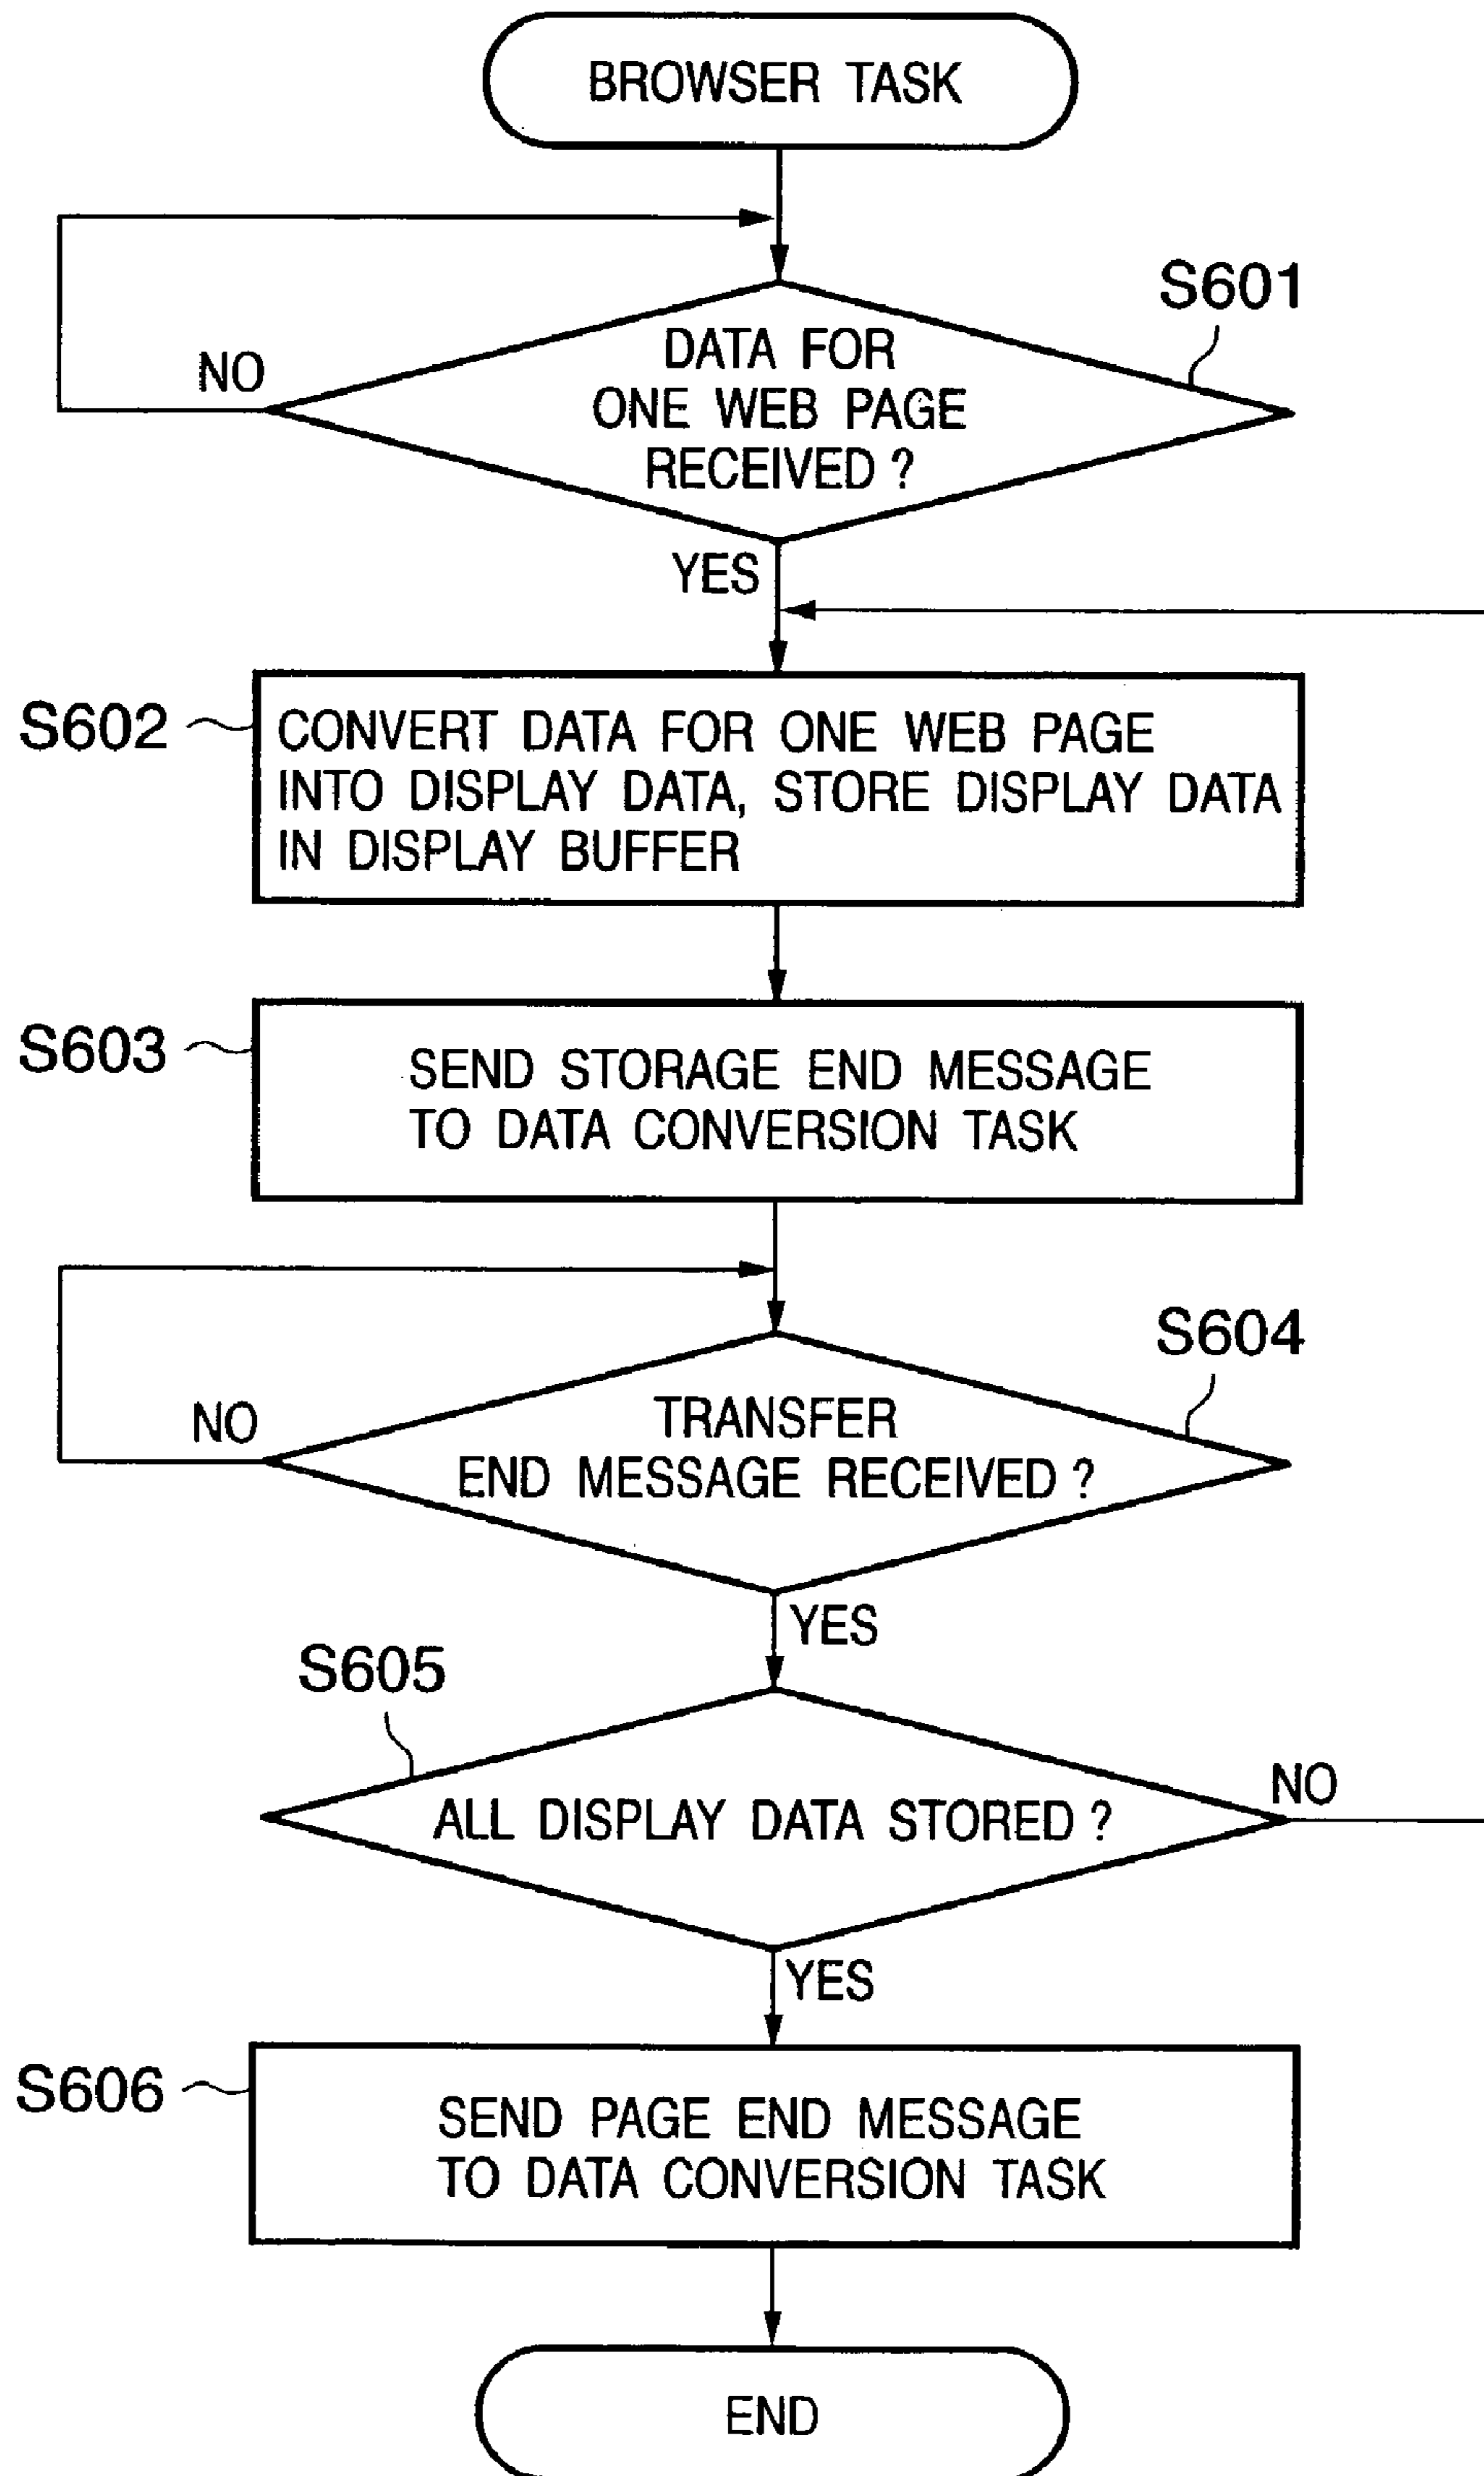 BROWSER TASK
S601
DATA FOR
ONE WEB PAGE
RECEIVED ?
NO
YES
S602
CONVERT DATA FOR ONE WEB PAGE
INTO DISPLAY DATA, STORE DISPLAY DATA
IN DISPLAY BUFFER
S603
SEND STORAGE END MESSAGE
TO DATA CONVERSION TASK
S604
TRANSFER
END MESSAGE RECEIVED ?
NO
YES
S605
ALL DISPLAY DATA STORED ?
NO
YES
S606
SEND PAGE END MESSAGE
TO DATA CONVERSION TASK
END